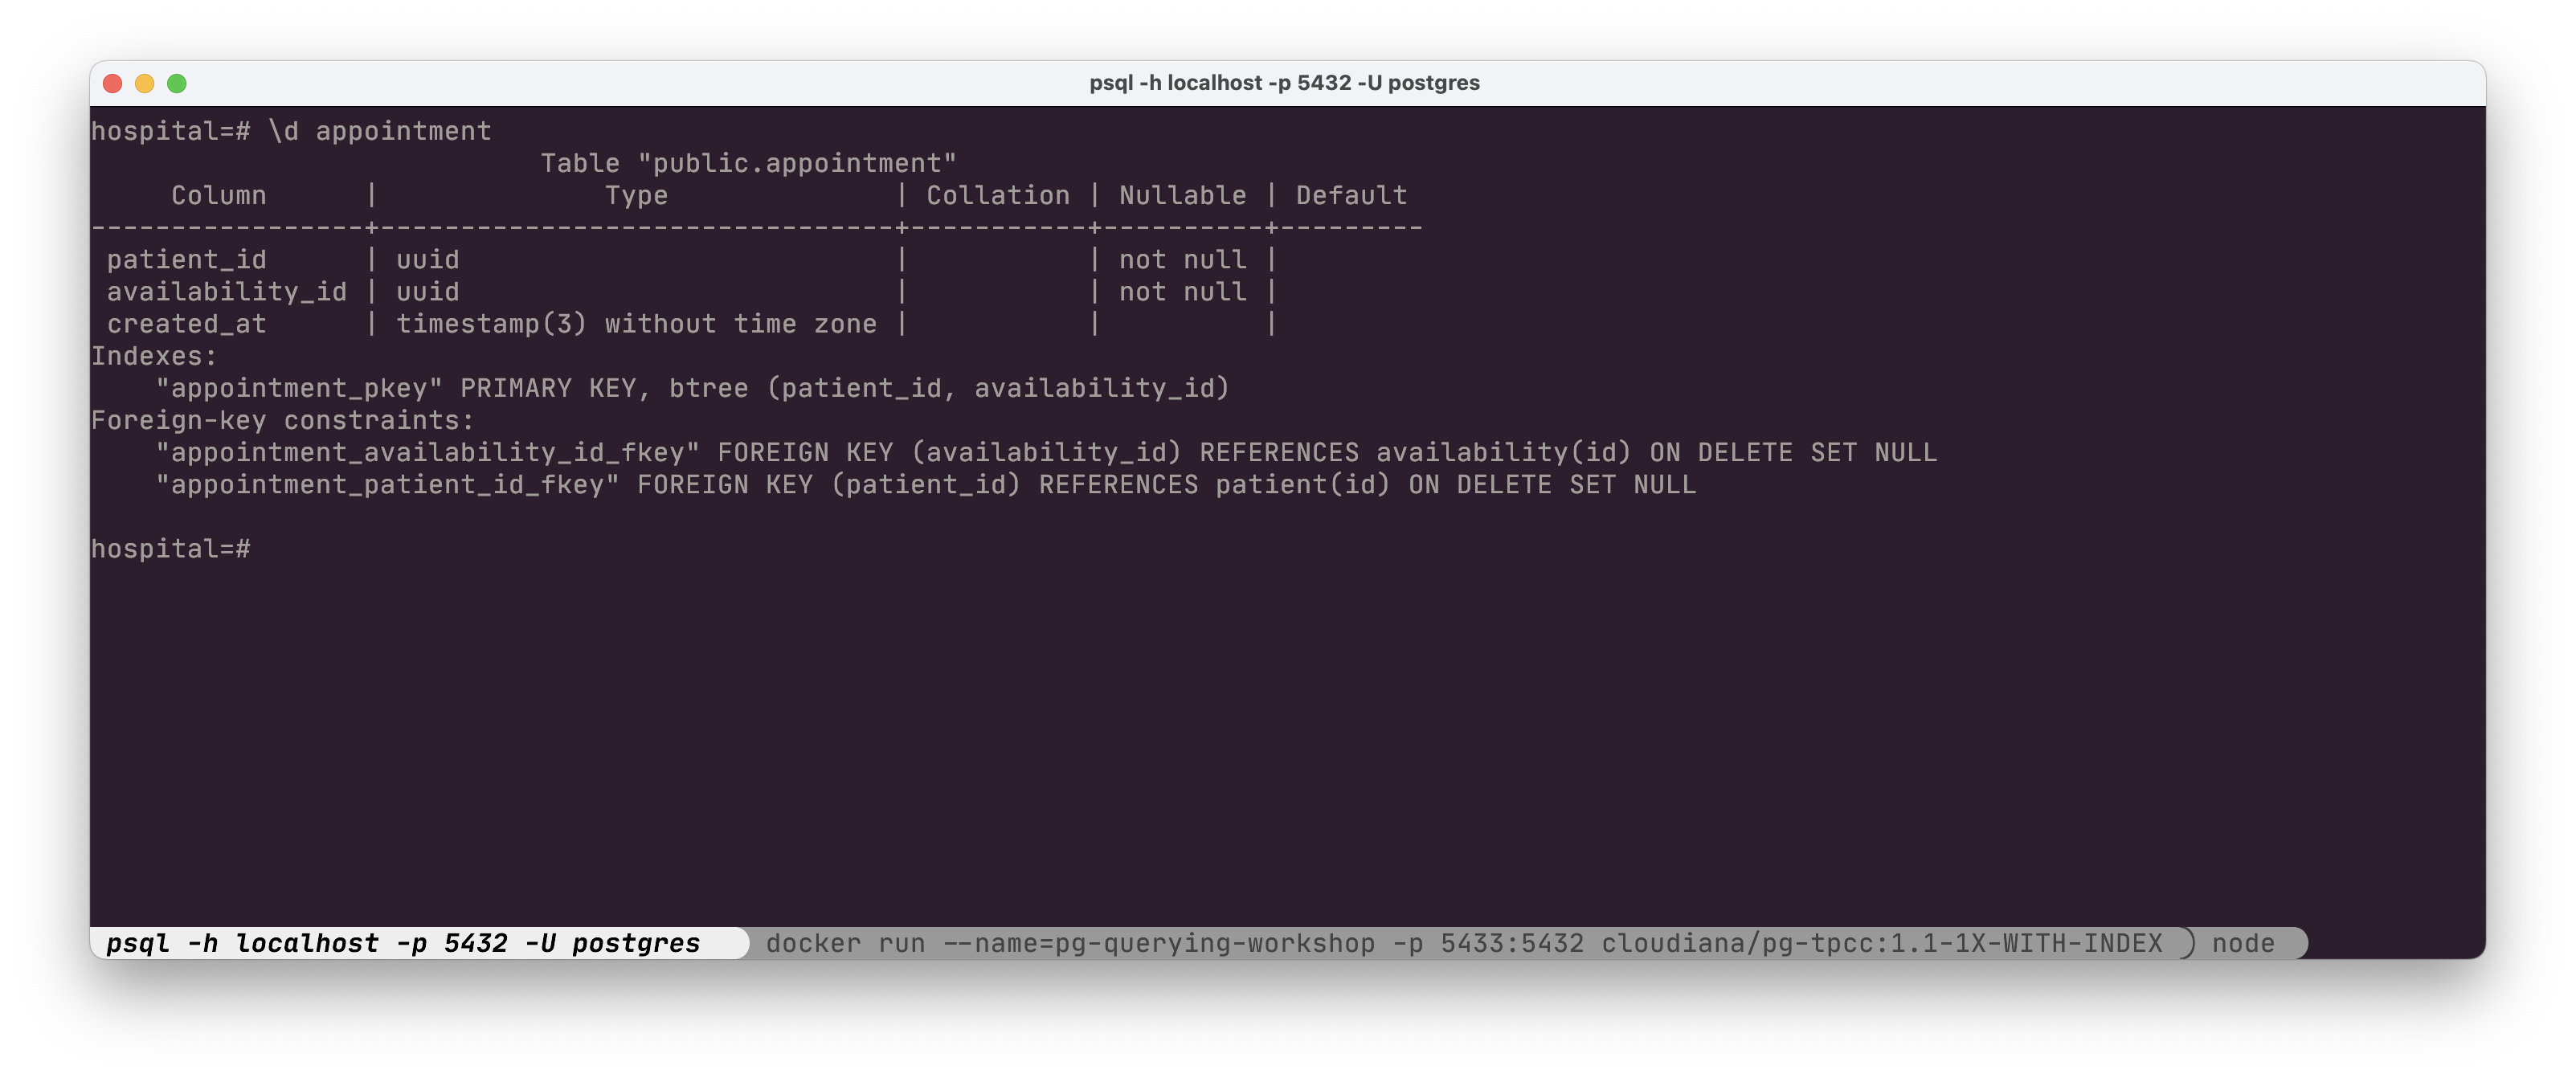 psql -h localhost -p 5432 -U postgres
hospital=# \d appointment
                        Table "public.appointment"
     Column      |              Type              | Collation | Nullable | Default
-----------------+--------------------------------+-----------+----------+---------
 patient_id      | uuid                           |           | not null |
 availability_id | uuid                           |           | not null |
 created_at      | timestamp(3) without time zone |           |          |
Indexes:
    "appointment_pkey" PRIMARY KEY, btree (patient_id, availability_id)
Foreign-key constraints:
    "appointment_availability_id_fkey" FOREIGN KEY (availability_id) REFERENCES availability(id) ON DELETE SET NULL
    "appointment_patient_id_fkey" FOREIGN KEY (patient_id) REFERENCES patient(id) ON DELETE SET NULL
hospital=#
psql -h localhost -p 5432 -U postgres docker run --name=pg-querying-workshop -p 5433:5432 cloudiana/pg-tpcc:1.1-1X-WITH-INDEX node